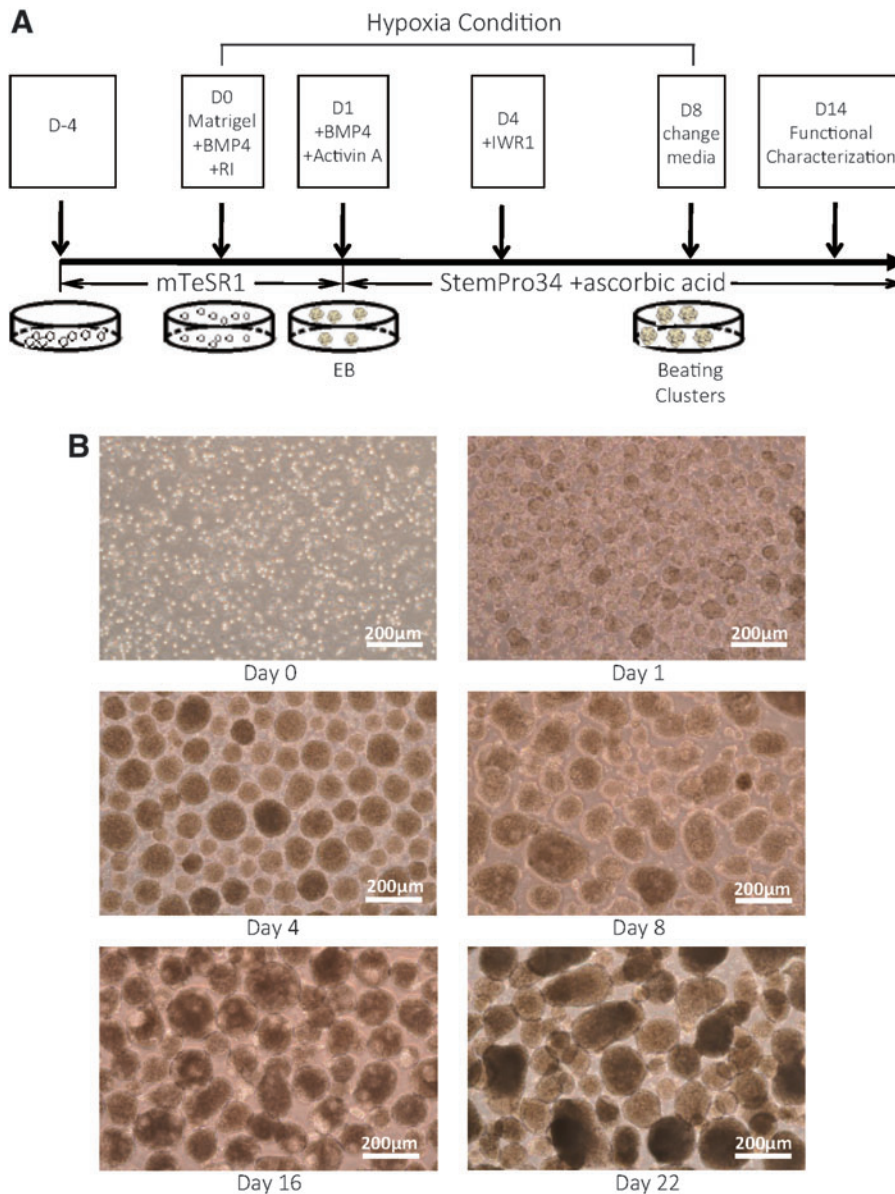 A
Hypoxia Condition
D-4
D0
Matrigel
+BMP4
+RI
D1
+BMP4
+Activin A
D4
+IWR1
D8
change
media
D14
Functional
Characterization
mTeSR1
StemPro34 +ascorbic acid
EB
Beating
Clusters
B
200μm
200μm
Day 0
Day 1
200μm
200μm
Day 4
Day 8
200μm
200μm
Day 16
Day 22